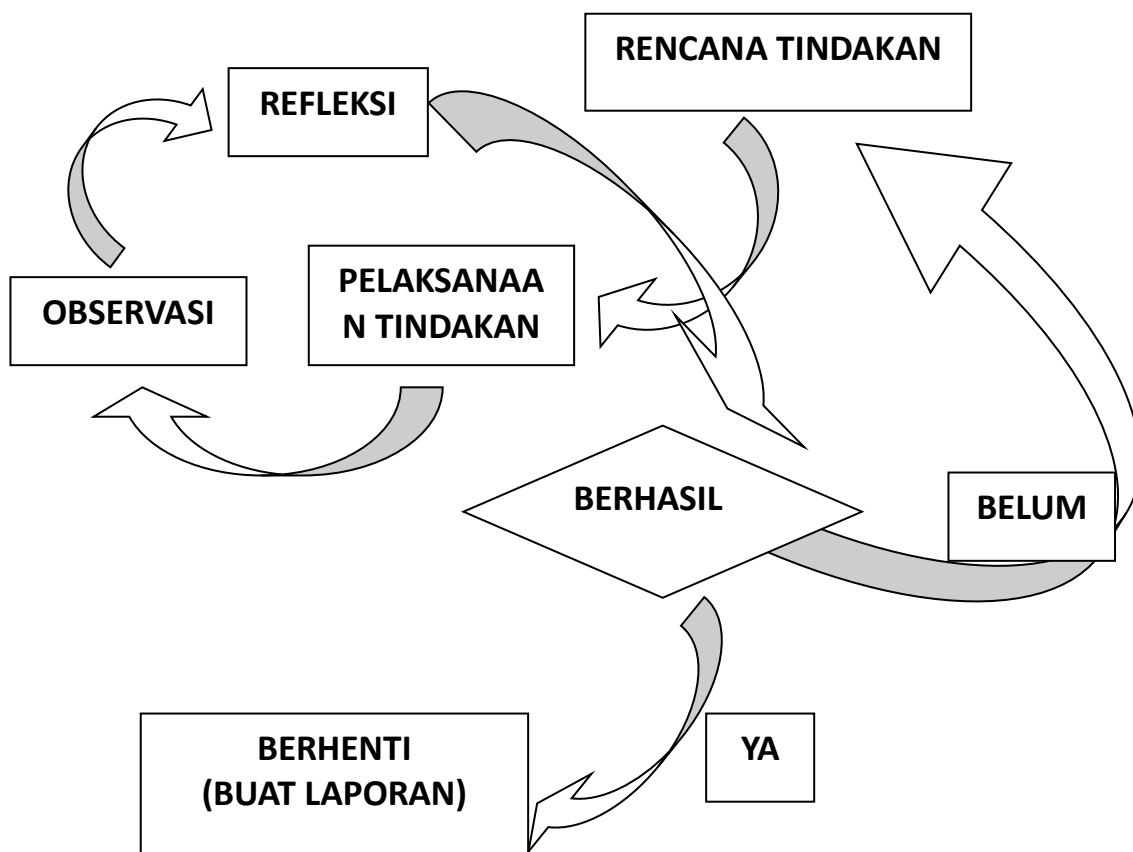 RENCANA TINDAKAN
REFLEKSI
PELAKSANAA
N TINDAKAN
OBSERVASI
BERHASIL
BELUM
YA
BERHENTI
(BUAT LAPORAN)